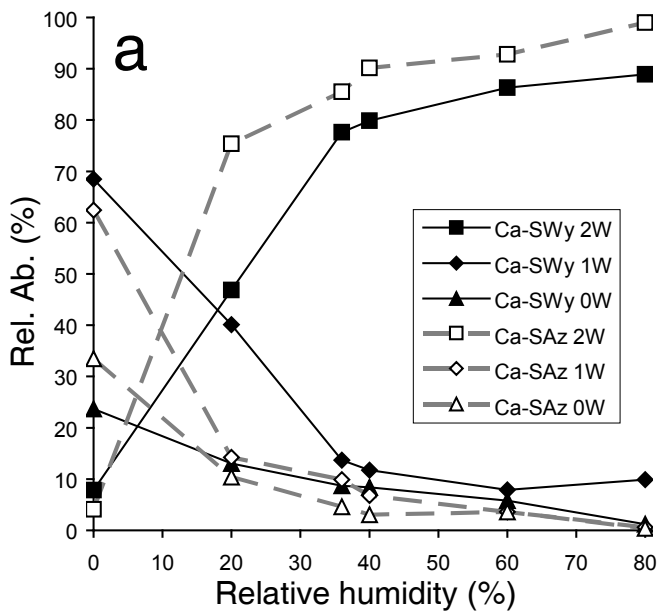 a
100
90
80
70
60
50
40
30
20
10
0
Rel. Ab. (%)
Ca-SWy 2W
Ca-SWy 1W
Ca-SWy 0W
Ca-SAz 2W
Ca-SAz 1W
Ca-SAz 0W
0 10 20 30 40 50 60 70 80
Relative humidity (%)